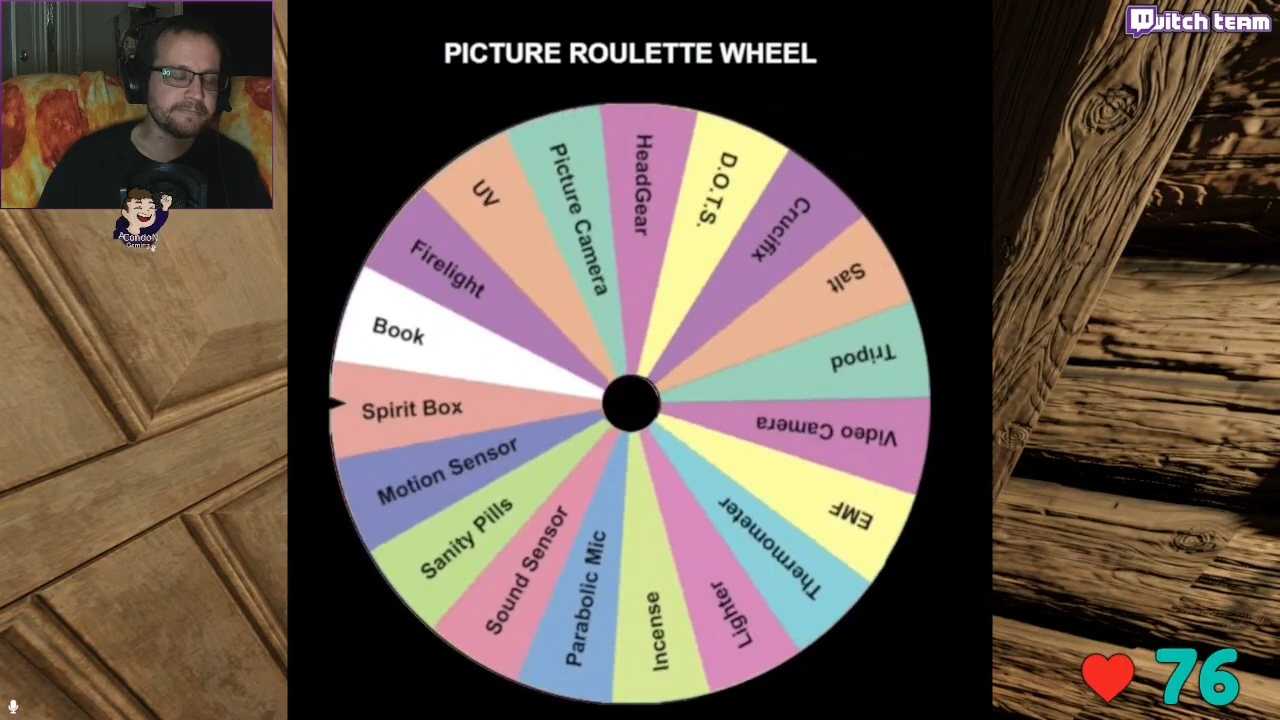 Twitch team
PICTURE ROULETTE WHEEL
HeadGear
D.O.T.S.
Crucifix
Salt
Tripod
Video Camera
EMF
Thermometer
Lighter
Incense
Parabolic Mic
Sound Sensor
Sanity Pills
Motion Sensor
Spirit Box
Book
Firelight
UV
Picture Camera
76